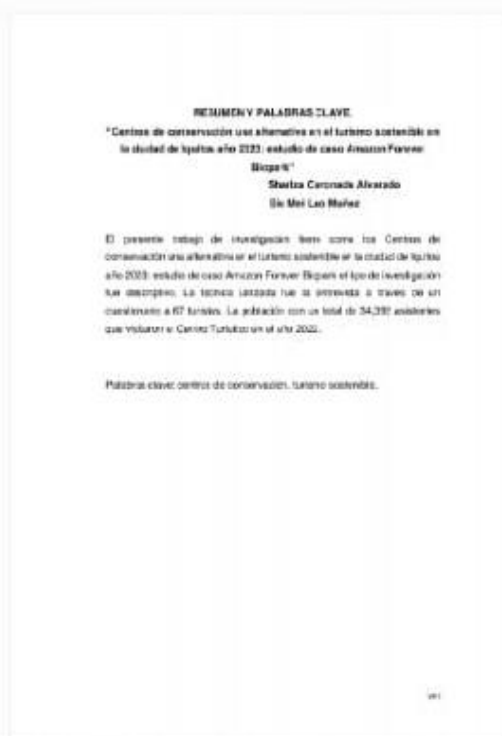 RESUMEN Y PALABRAS CLAVE
"Centros de conservación una alternativa en el turismo sostenible en
la ciudad de Iquitos año 2023: estudio de caso Amazon Forever
Biopark"
Sharlza Coronado Alvarado
Sie Mei Lao Muñoz
El presente trabajo de investigación tiene como los Centros de
conservación una alternativa en el turismo sostenible en la ciudad de Iquitos
año 2023: estudio de caso Amazon Forever Biopark el tipo de investigación
fue descriptivo. La técnica utilizada fue la entrevista a través de un
cuestionario a 67 turistas. La población con un total de 34,392 asistentes
que visitaron el Centro Turístico en el año 2022.
Palabras clave: centros de conservación, turismo sostenible.